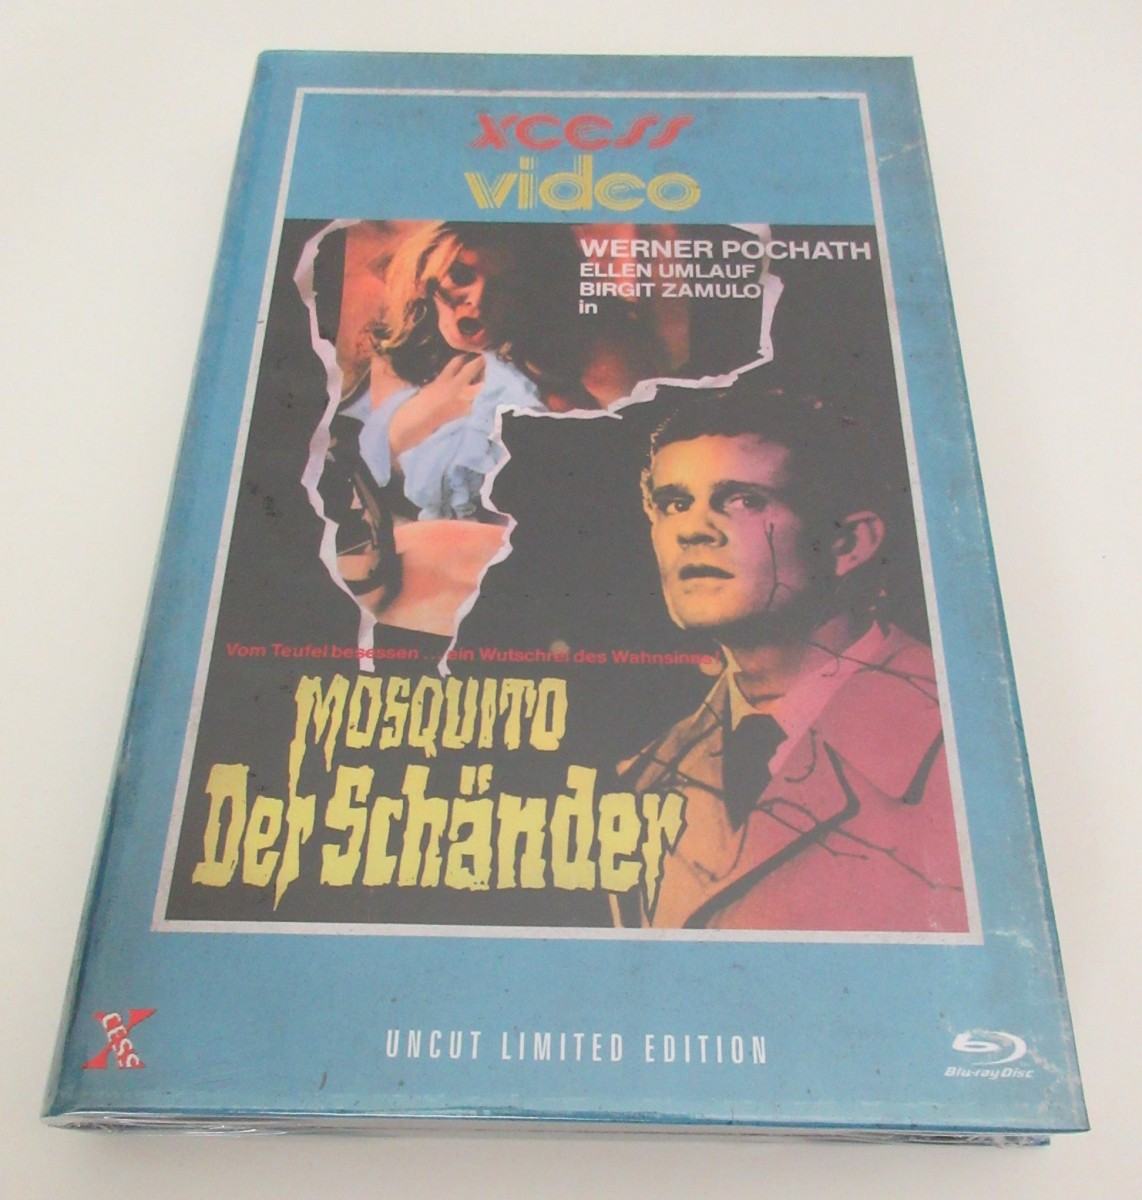 xcess
video
WERNER POCHATH
ELLEN UMLAUF
BIRGIT ZAMULO
in
Vom Teufel besessen ... ein Wutschrei des Wahnsinns!
MOSQUITO
Der Schänder
XCESS
UNCUT LIMITED EDITION
Blu-ray Disc